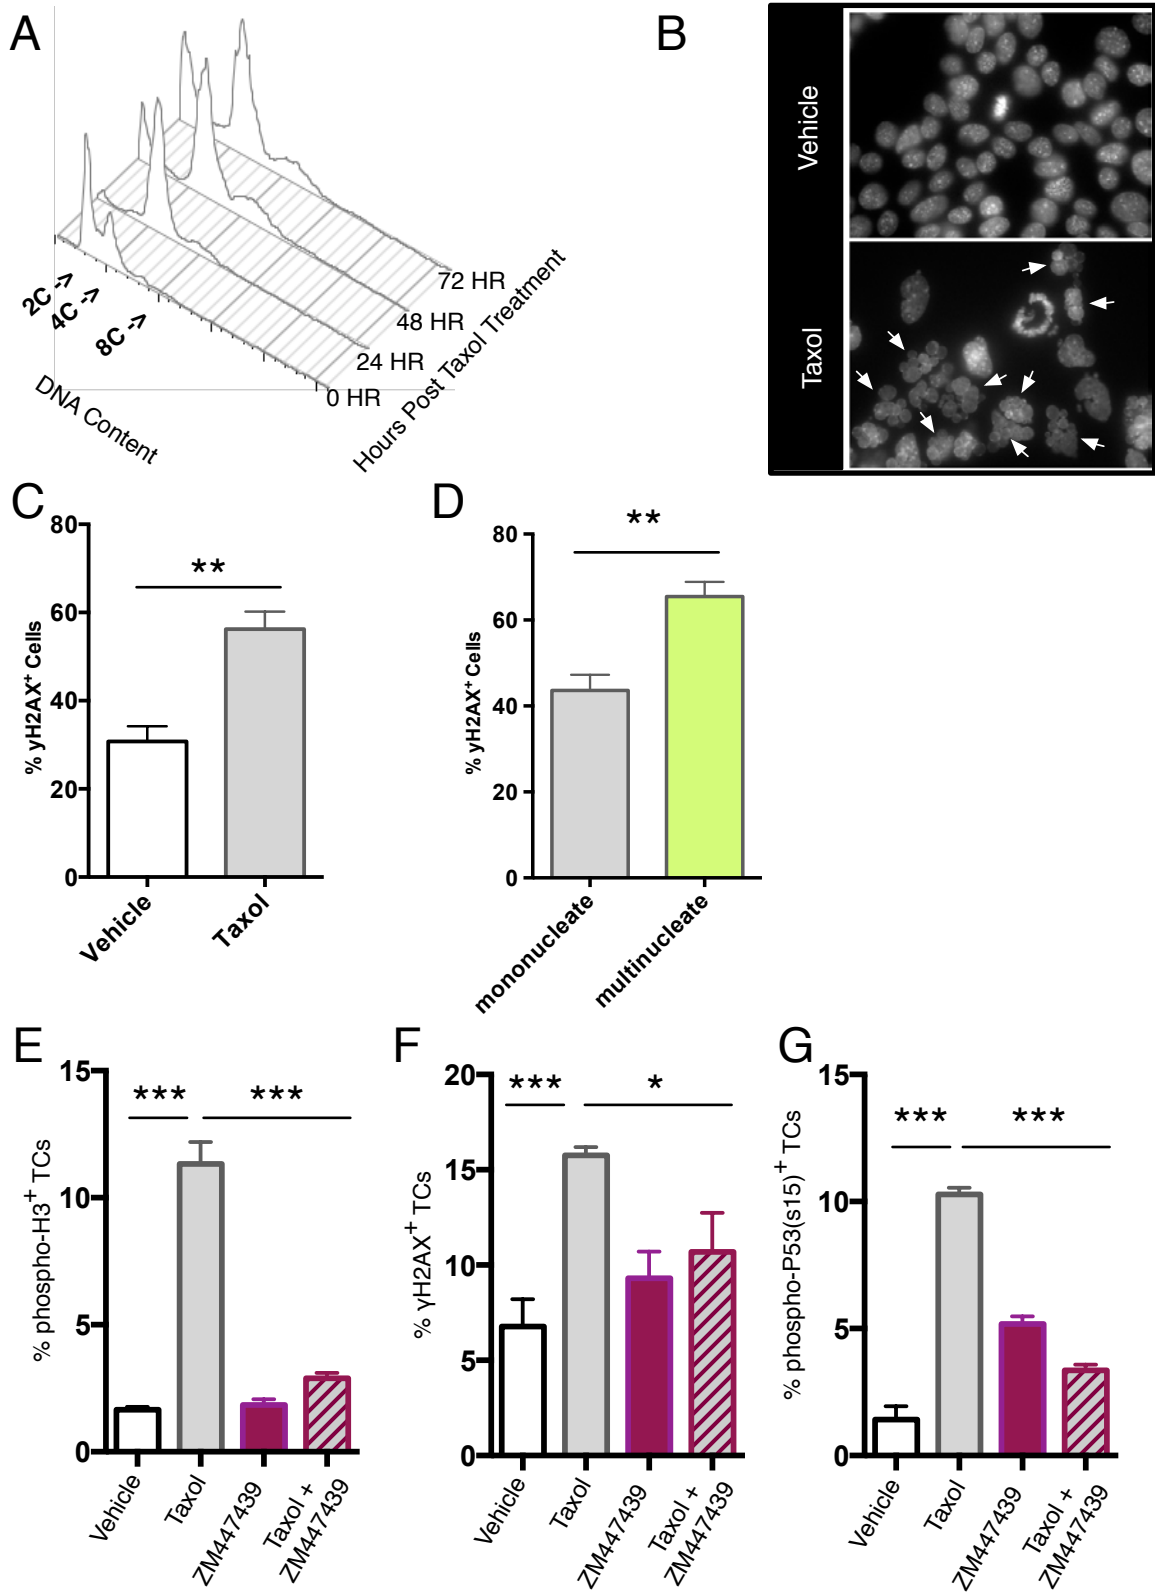 A
2C ->
4C ->
8C ->
DNA Content
0 HR
24 HR
48 HR
72 HR
Hours Post Taxol Treatment
B
Vehicle
Taxol
C
% yH2AX+ Cells
80
60
40
20
0
**
Vehicle
Taxol
D
% yH2AX+ Cells
80
60
40
20
0
**
mononucleate
multinucleate
E
% phospho-H3+ TCs
15
10
5
0
***
***
Vehicle
Taxol
ZM447439
Taxol +
ZM447439
F
% γH2AX+ TCs
20
15
10
5
0
***
*
Vehicle
Taxol
ZM447439
Taxol +
ZM447439
G
% phospho-P53(s15)+ TCs
15
10
5
0
***
***
Vehicle
Taxol
ZM447439
Taxol +
ZM447439